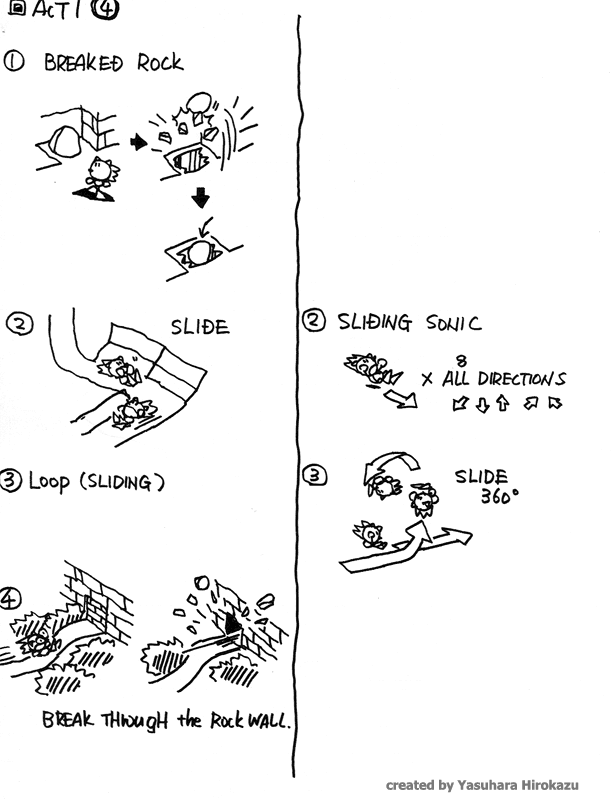 ACT 1 ④
① BREAKED ROCK
② SLIDE
③ LOOP (SLIDING)
④
BREAK THROUGH the ROCK WALL.
② SLIDING SONIC
8
X ALL DIRECTIONS
③ SLIDE
360°
created by Yasuhara Hirokazu